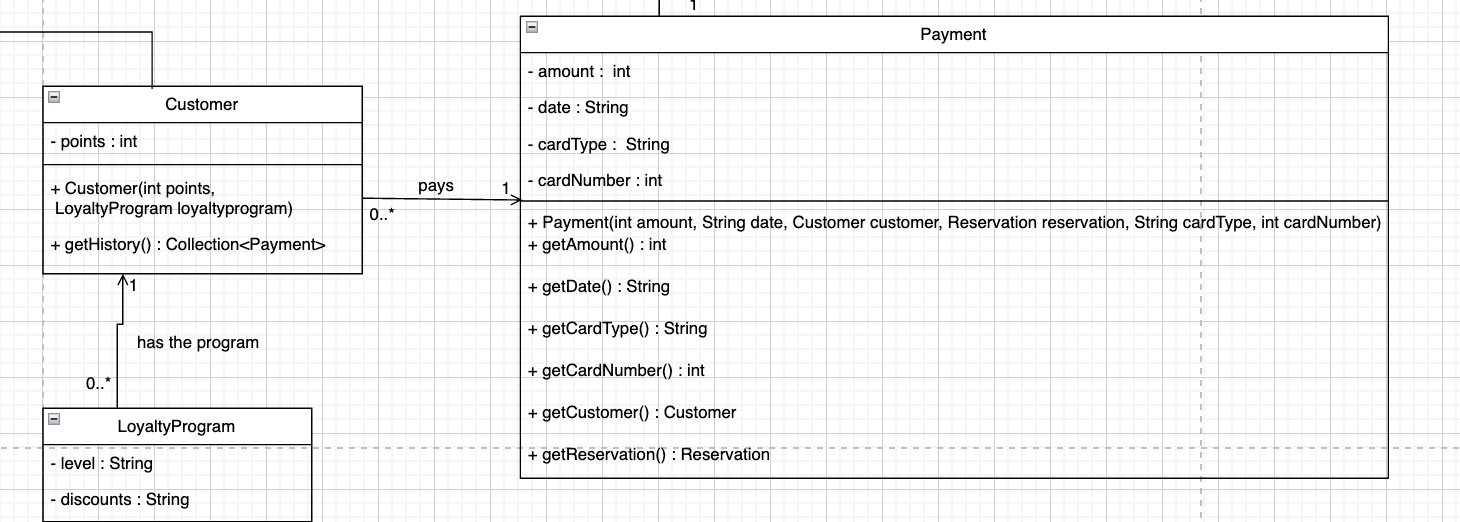 1
Payment
- amount :  int
- date : String
- cardType :  String
- cardNumber : int
+ Payment(int amount, String date, Customer customer, Reservation reservation, String cardType, int cardNumber)
+ getAmount() : int
+ getDate() : String
+ getCardType() : String
+ getCardNumber() : int
+ getCustomer() : Customer
+ getReservation() : Reservation
Customer
- points : int
+ Customer(int points,
LoyaltyProgram loyaltyprogram)
+ getHistory() : Collection<Payment>
pays
1
0..*
1
has the program
0..*
LoyaltyProgram
- level : String
- discounts : String